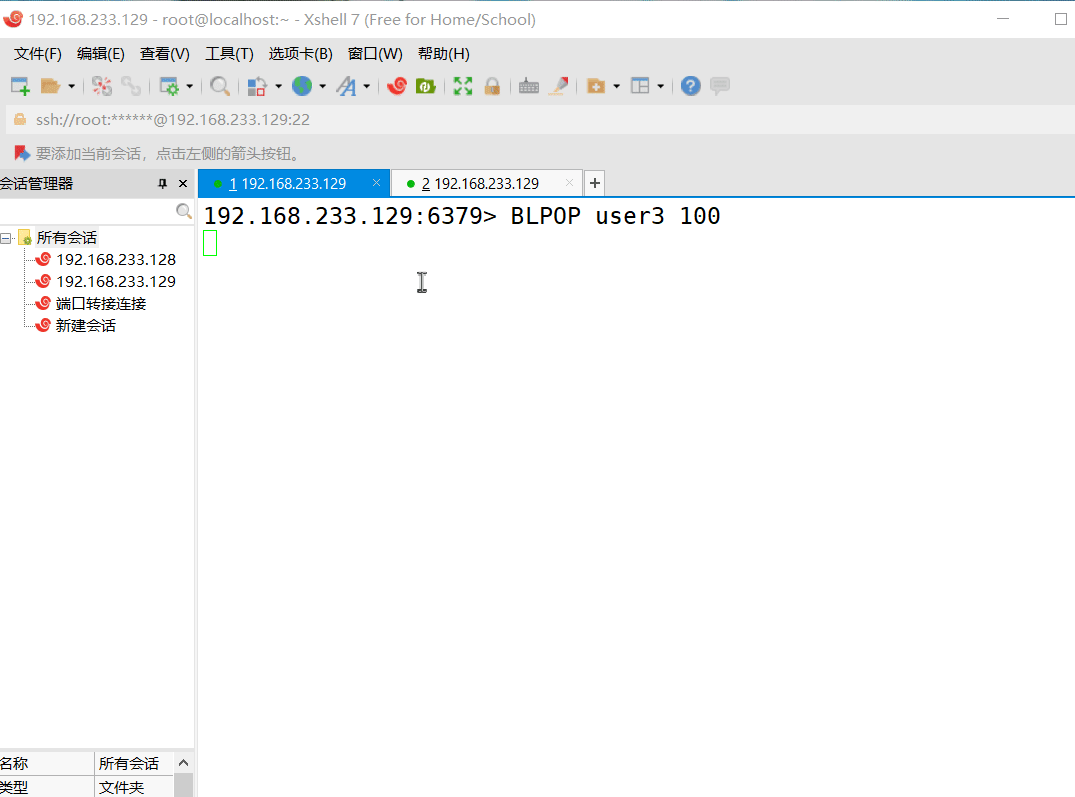 192.168.233.129 - root@localhost:~ - Xshell 7 (Free for Home/School)
文件(F) 编辑(E) 查看(V) 工具(T) 选项卡(B) 窗口(W) 帮助(H)
ssh://root:******@192.168.233.129:22
要添加当前会话，点击左侧的箭头按钮。
会话管理器
1 192.168.233.129 × 2 192.168.233.129 × +
192.168.233.129:6379> BLPOP user3 100
所有会话
192.168.233.128
192.168.233.129
端口转接连接
新建会话
名称 所有会话
类型 文件夹